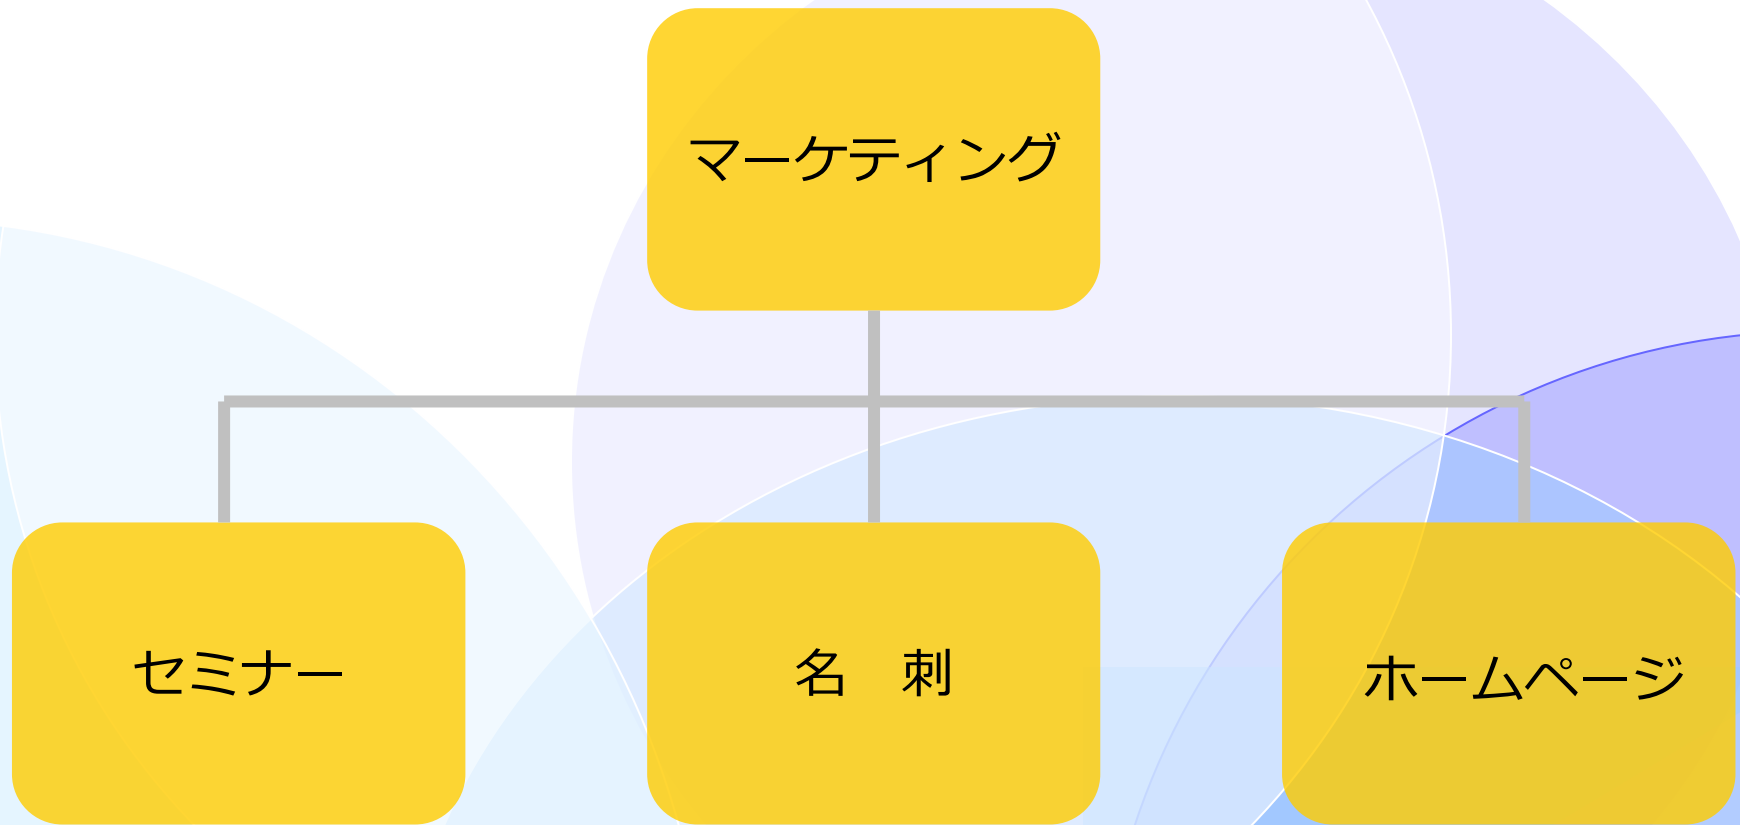 マーケティング
セミナー
名　刺
ホームページ